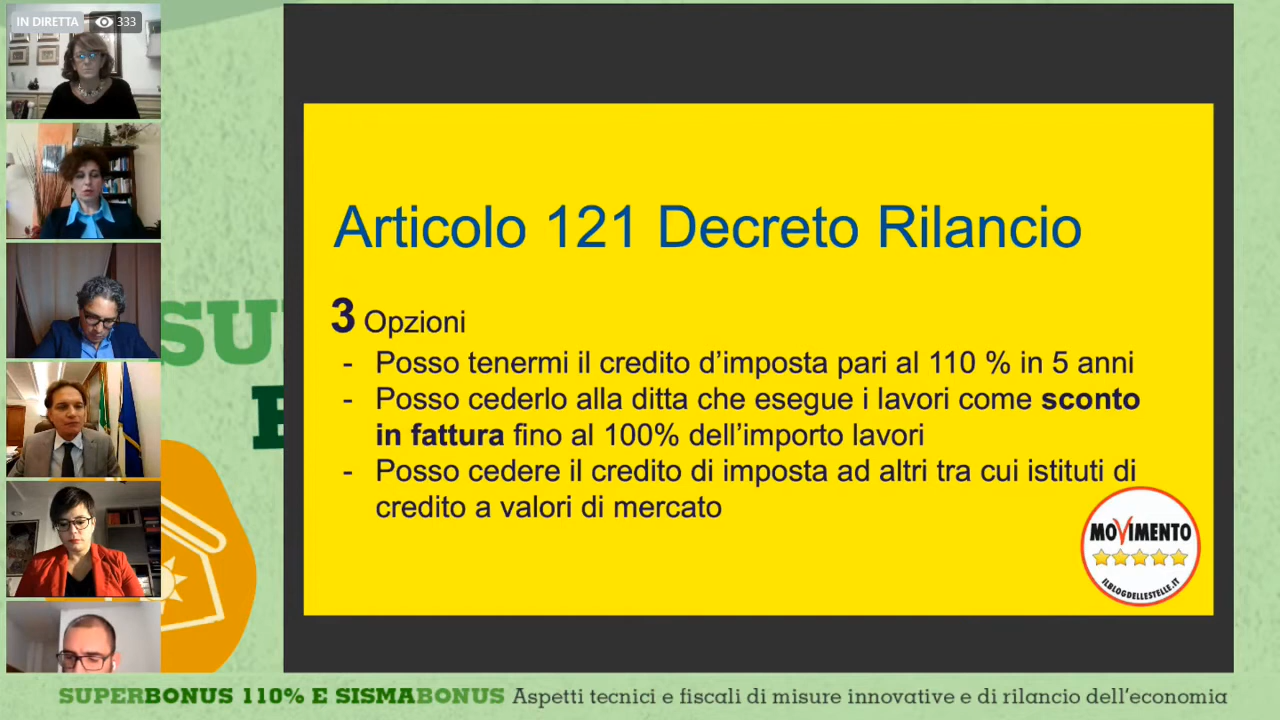 IN DIRETTA 333
SU
Articolo 121 Decreto Rilancio
3 Opzioni
- Posso tenermi il credito d'imposta pari al 110 % in 5 anni
- Posso cederlo alla ditta che esegue i lavori come sconto
in fattura fino al 100% dell'importo lavori
- Posso cedere il credito di imposta ad altri tra cui istituti di
credito a valori di mercato
MOVIMENTO
ILBLOGDELLESTELLE.IT
SUPERBONUS 110% E SISMABONUS Aspetti tecnici e fiscali di misure innovative e di rilancio dell'economia